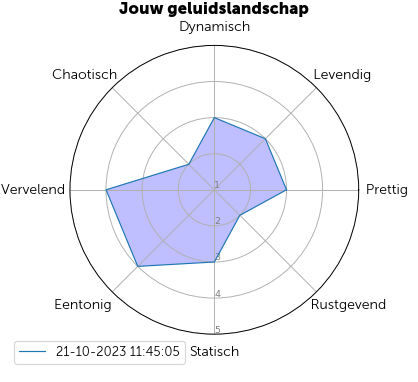 Jouw geluidslandschap
Dynamisch
Chaotisch
Levendig
Vervelend
1
Prettig
2
3
4
Eentonig
Rustgevend
5
21-10-2023 11:45:05
Statisch